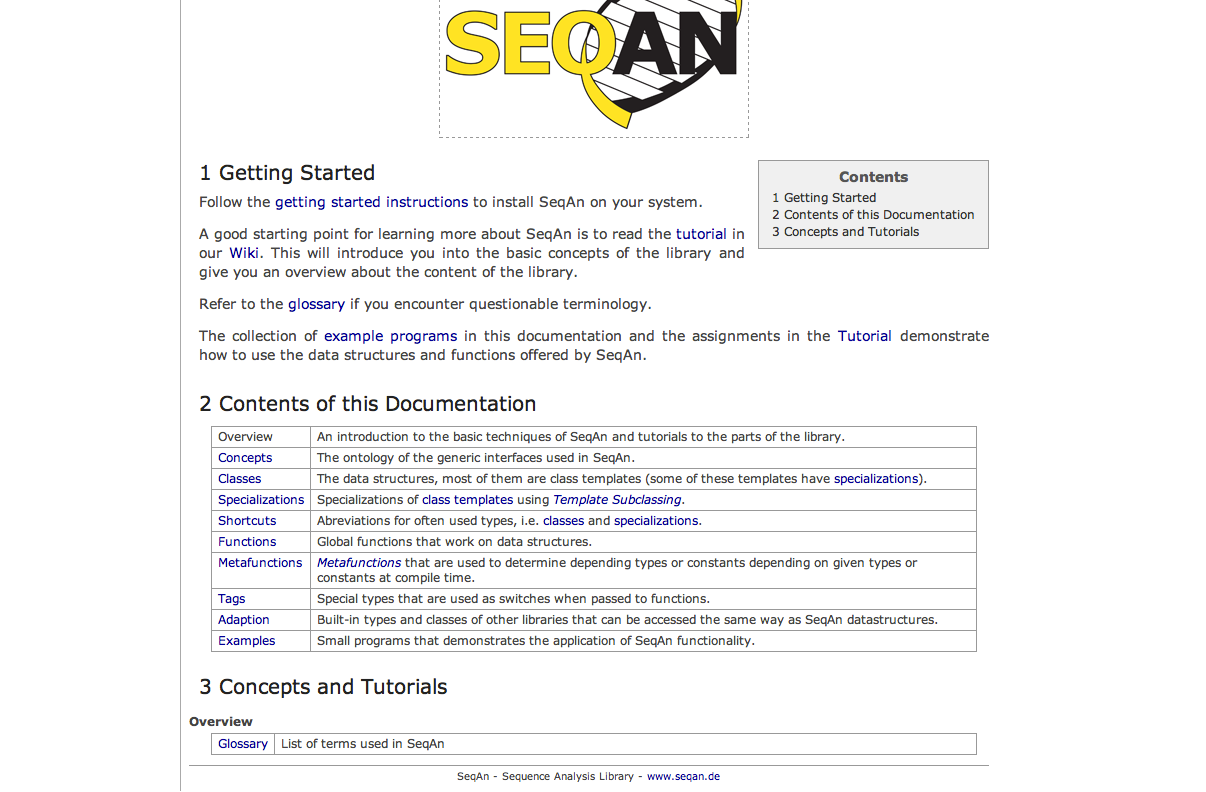 SEQAN
1 Getting Started
Follow the getting started instructions to install SeqAn on your system.
A good starting point for learning more about SeqAn is to read the tutorial in
our Wiki. This will introduce you into the basic concepts of the library and
give you an overview about the content of the library.
Refer to the glossary if you encounter questionable terminology.
The collection of example programs in this documentation and the assignments in the Tutorial demonstrate
how to use the data structures and functions offered by SeqAn.
Contents
1 Getting Started
2 Contents of this Documentation
3 Concepts and Tutorials
2 Contents of this Documentation
Overview An introduction to the basic techniques of SeqAn and tutorials to the parts of the library.
Concepts The ontology of the generic interfaces used in SeqAn.
Classes The data structures, most of them are class templates (some of these templates have specializations).
Specializations Specializations of class templates using Template Subclassing.
Shortcuts Abreviations for often used types, i.e. classes and specializations.
Functions Global functions that work on data structures.
Metafunctions Metafunctions that are used to determine depending types or constants depending on given types or
constants at compile time.
Tags Special types that are used as switches when passed to functions.
Adaption Built-in types and classes of other libraries that can be accessed the same way as SeqAn datastructures.
Examples Small programs that demonstrates the application of SeqAn functionality.
3 Concepts and Tutorials
Overview
Glossary List of terms used in SeqAn
SeqAn - Sequence Analysis Library - www.seqan.de